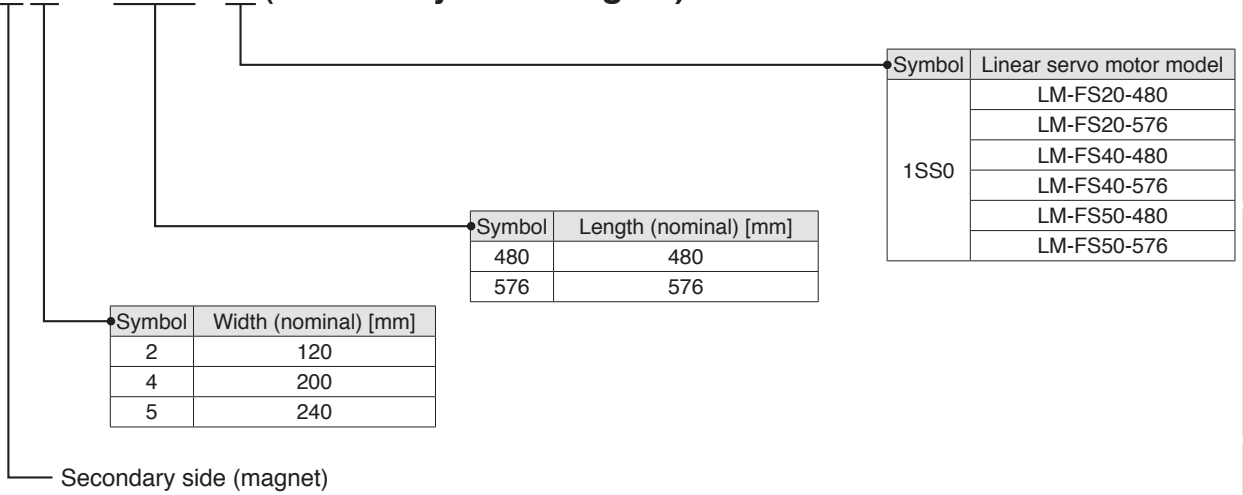 Symbol Linear servo motor model
1SS0
LM-FS20-480
LM-FS20-576
LM-FS40-480
LM-FS40-576
LM-FS50-480
LM-FS50-576
Symbol Length (nominal) [mm]
480 480
576 576
Symbol Width (nominal) [mm]
2 120
4 200
5 240
Secondary side (magnet)